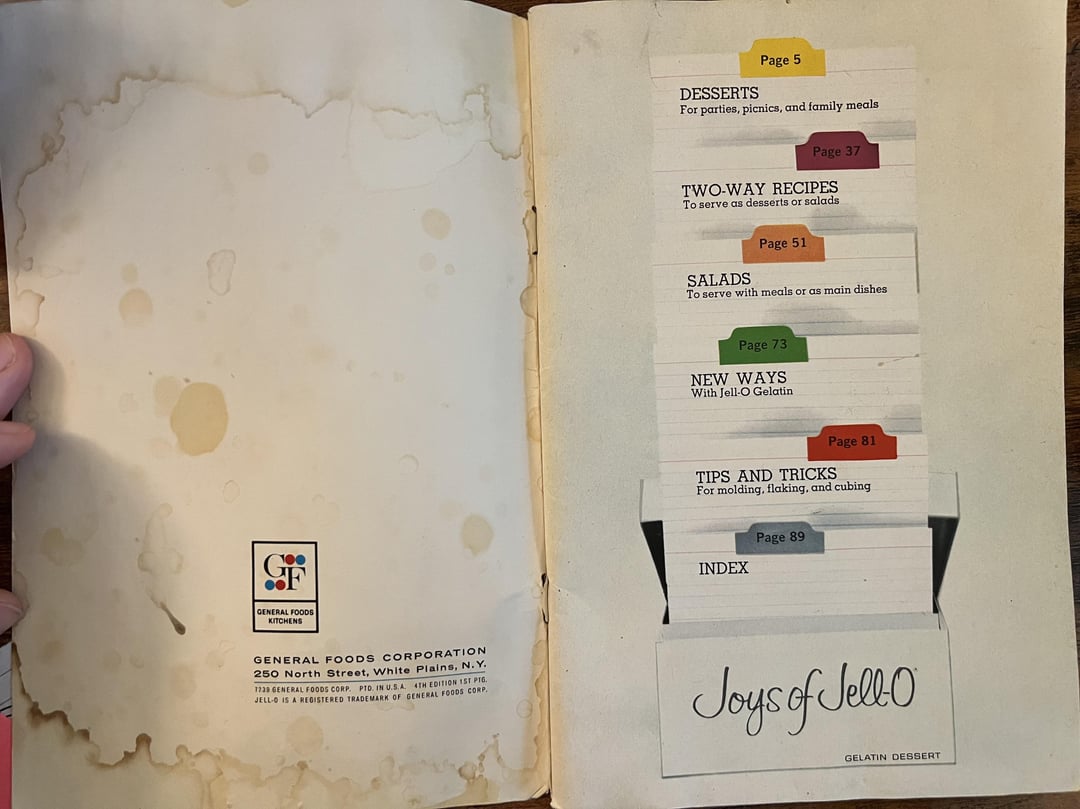 GF
GENERAL FOODS
KITCHENS
GENERAL FOODS CORPORATION
250 North Street, White Plains, N.Y.
7739 GENERAL FOODS CORP. PTD. IN U.S.A. 4TH EDITION 1ST PTG.
JELL-O IS A REGISTERED TRADEMARK OF GENERAL FOODS CORP.
Page 5
DESSERTS
For parties, picnics, and family meals
Page 37
TWO-WAY RECIPES
To serve as desserts or salads
Page 51
SALADS
To serve with meals or as main dishes
Page 73
NEW WAYS
With Jell-O Gelatin
Page 81
TIPS AND TRICKS
For molding, flaking, and cubing
Page 89
INDEX
Joys of Jell-O
GELATIN DESSERT